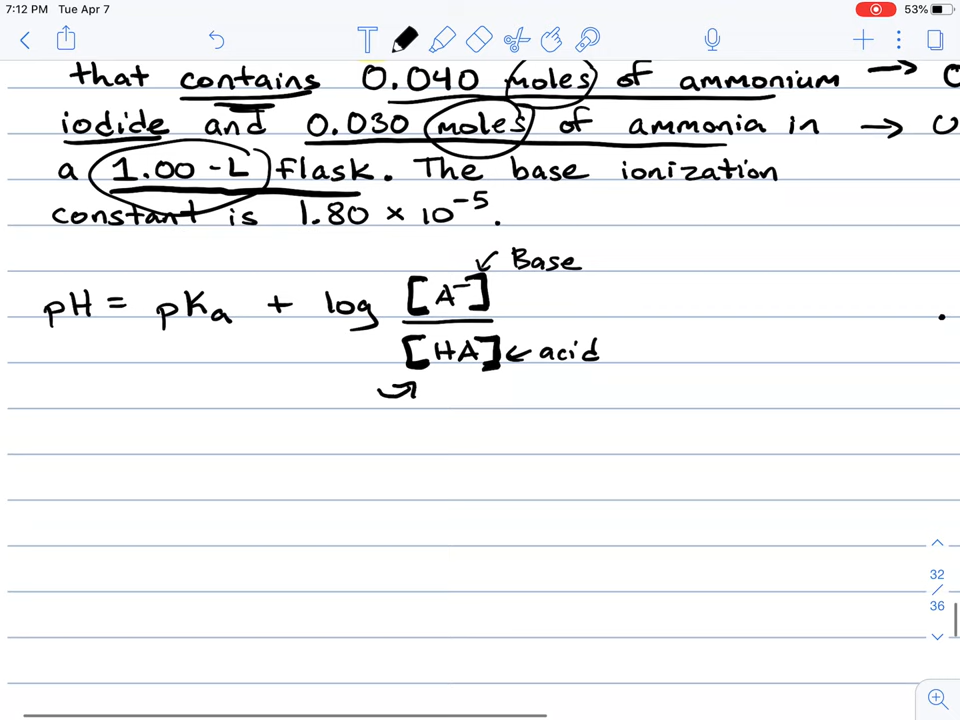 7:12 PM Tue Apr 7
53%
T
that contains 0.040 moles of ammonium →
iodide and 0.030 moles of ammonia in →
a 1.00-L flask. The base ionization
constant is 1.80 × 10⁻⁵.
Base
pH = pKa + log [A⁻] / [HA]
acid
32
/
36